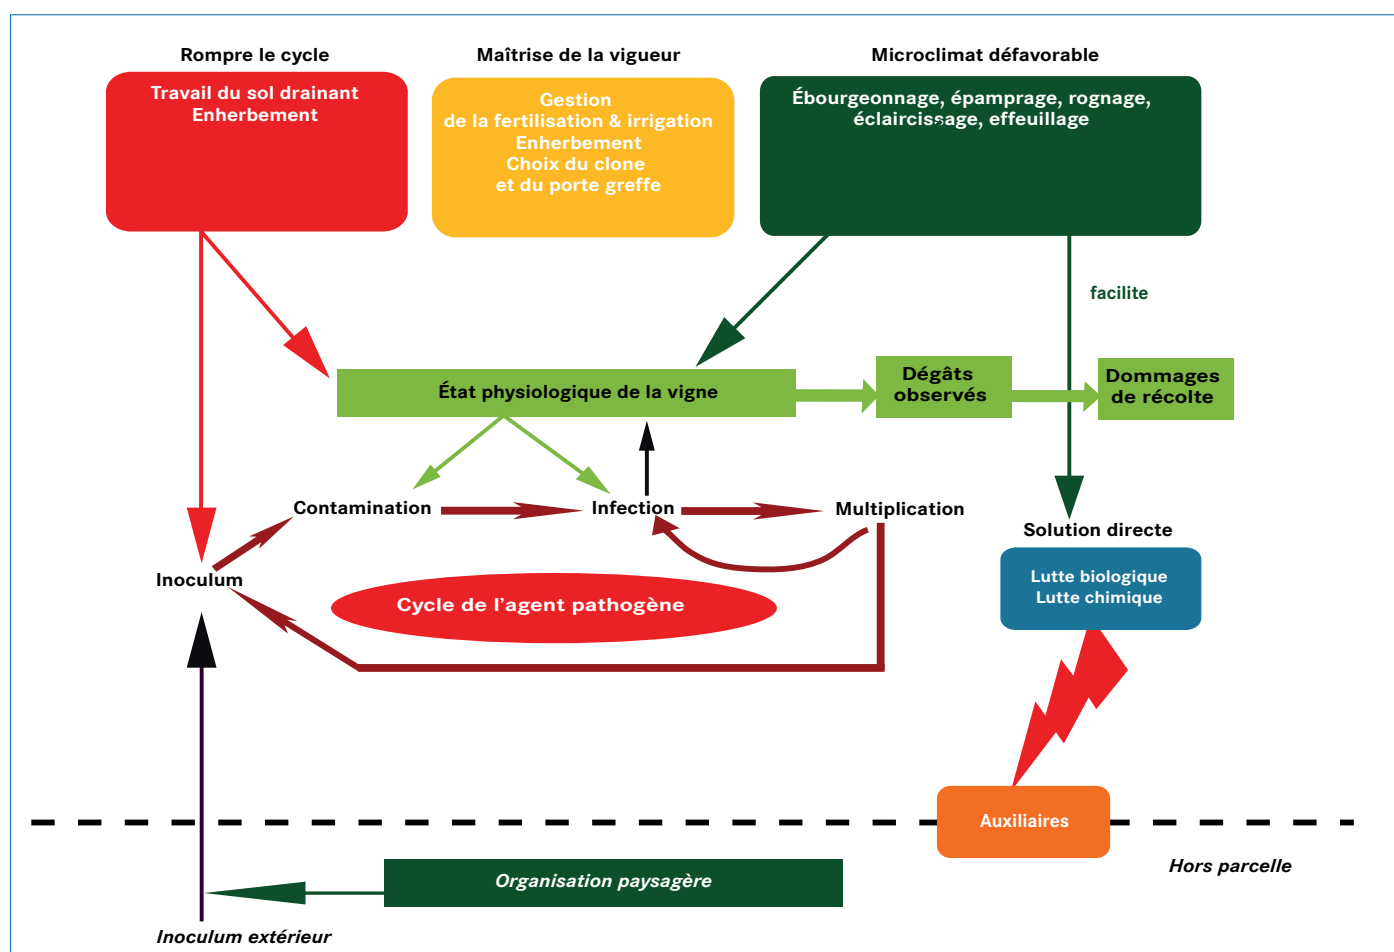 Rompre le cycle
Travail du sol drainant
Enherbement
Maîtrise de la vigueur
Gestion
de la fertilisation & irrigation
Enherbement
Choix du clone
et du porte greffe
Microclimat défavorable
Ébourgeonnage, épamprage, rognage,
éclaircissage, effeuillage
facilite
État physiologique de la vigne
Dégâts
observés
Dommages
de récolte
Contamination
Infection
Multiplication
Inoculum
Cycle de l'agent pathogène
Solution directe
Lutte biologique
Lutte chimique
Auxiliaires
Hors parcelle
Organisation paysagère
Inoculum extérieur